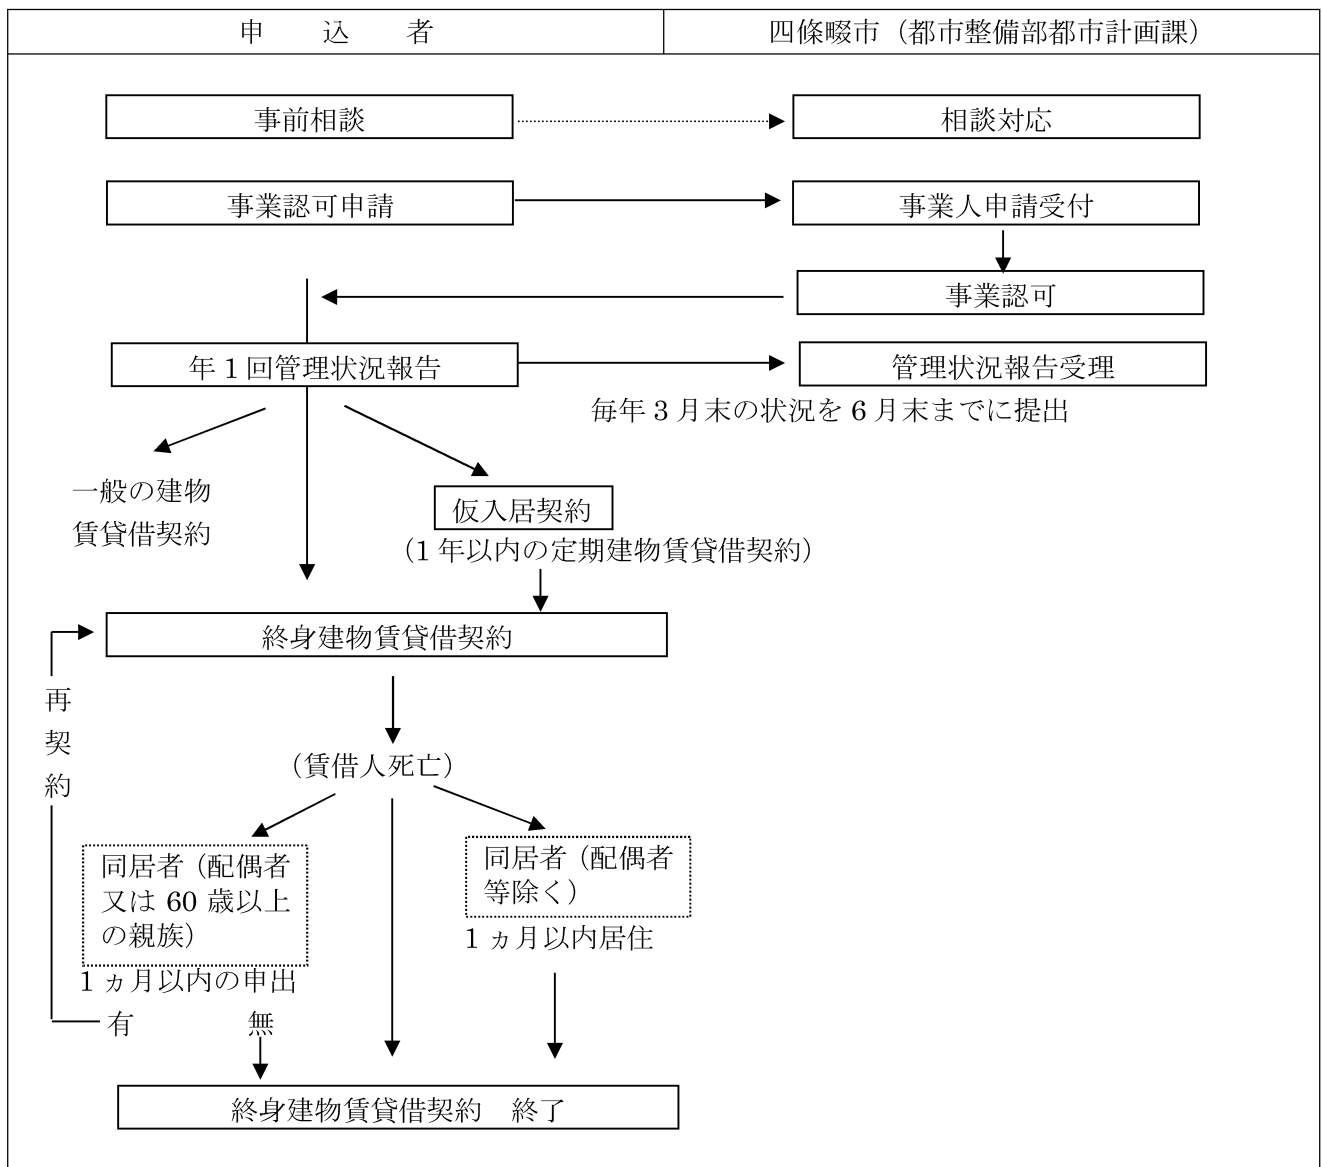 申　込　者
四條畷市（都市整備部都市計画課）
事前相談
相談対応
事業認可申請
事業人申請受付
事業認可
年１回管理状況報告
管理状況報告受理
毎年３月末の状況を６月末までに提出
一般の建物
賃貸借契約
仮入居契約
（1 年以内の定期建物賃貸借契約）
終身建物賃貸借契約
再
契
約
（賃借人死亡）
同居者（配偶者
又は 60 歳以上
の親族）
1 ヵ月以内の申出
同居者（配偶者
等除く）
1 ヵ月以内居住
有
無
終身建物賃貸借契約　終了